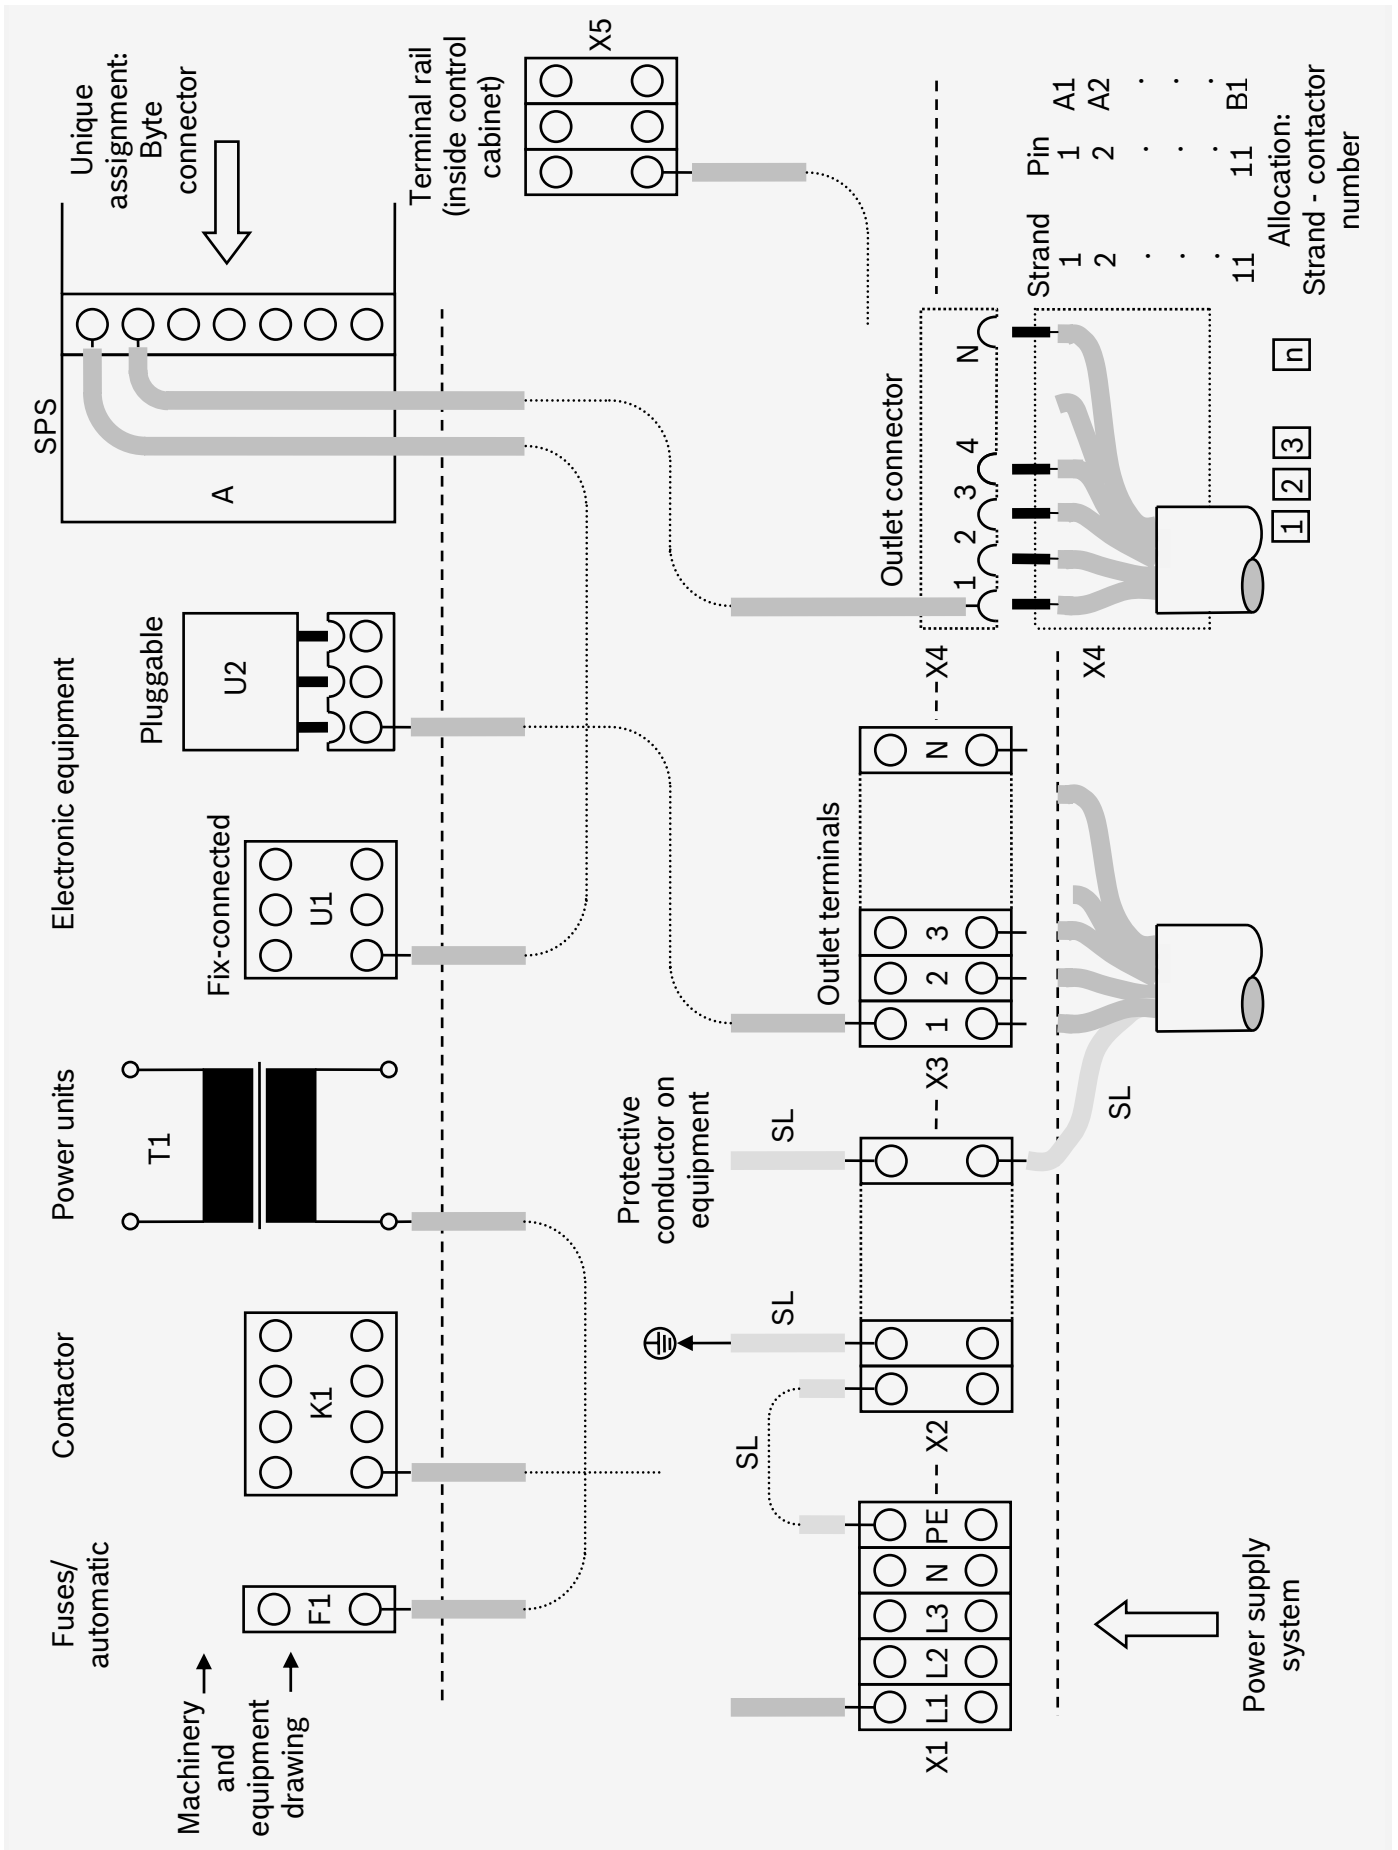 Machinery
and
equipment
drawing
Fuses/
automatic
F1
Contactor
K1
Power units
T1
Electronic equipment
Fix-connected
U1
Pluggable
U2
SPS
A
Unique
assignment:
Byte
connector
Terminal rail
(inside control
cabinet)
X5
Protective
conductor on
equipment
SL
SL
SL
X1
L1
L2
L3
N
PE
X2
X3
Outlet terminals
1
2
3
N
X4
Outlet connector
1
2
3
4
N
SL
X4
Power supply
system
Strand Pin
1 1 A1
2 2 A2
. . .
. . .
11 11 B1
Allocation:
Strand - contactor
number
1 2 3 n